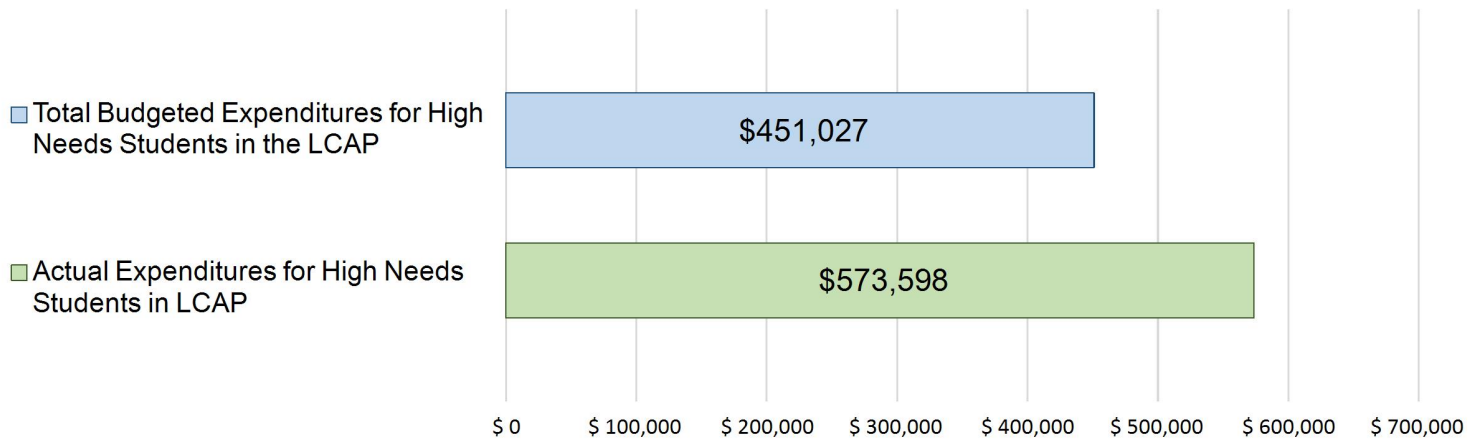 Total Budgeted Expenditures for High
Needs Students in the LCAP
$451,027
Actual Expenditures for High Needs
Students in LCAP
$573,598
$ 0 $ 100,000 $ 200,000 $ 300,000 $ 400,000 $ 500,000 $ 600,000 $ 700,000